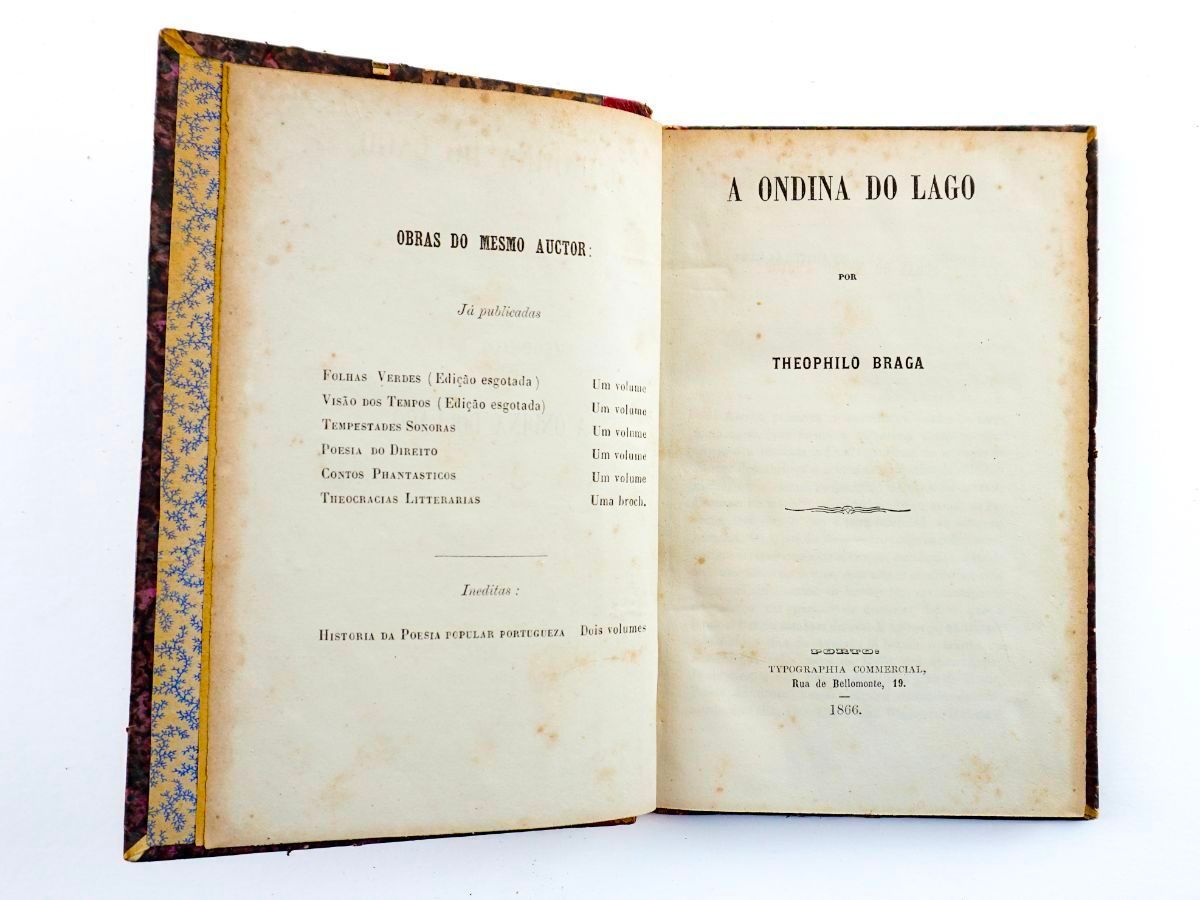 OBRAS DO MESMO AUCTOR:
Já publicadas
FOLHAS VERDES (Edição esgotada) Um volume
VISÃO DOS TEMPOS (Edição esgotada) Um volume
TEMPESTADES SONORAS Um volume
POESIA DO DIREITO Um volume
CONTOS PHANTASTICOS Um volume
THEOCRACIAS LITTERARIAS Uma broch.
Ineditas :
HISTORIA DA POESIA POPULAR PORTUGUEZA Dois volumes
A ONDINA DO LAGO
POR
THEOPHILO BRAGA
PORTO:
TYPOGRAPHIA COMMERCIAL,
Rua de Bellomonte, 19.
1866.